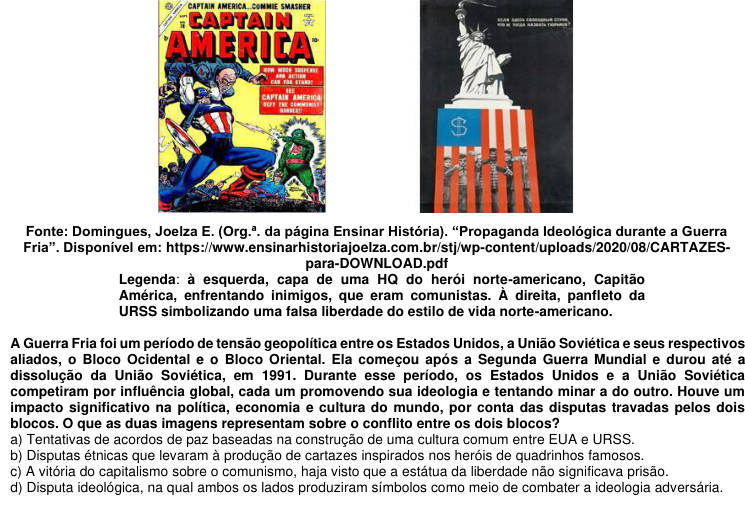 CAPTAIN AMERICA...COMMIE SMASHER
CAPTAIN
AMERICA
HOW MUCH SUSPENSE
AND ACTION
CAN YOU STAND?
SEE
CAPTAIN AMERICA
DEFY THE COMMUNIST
HORDES!
ЕСЛИ ЗДЕСЬ СВОБОДНЫЙ СТРОЙ,
ЧТО Ж ТОГДА НАЗВАТЬ ТЮРЬМОЮ?
$
Fonte: Domingues, Joelza E. (Org.ª. da página Ensinar História). “Propaganda Ideológica durante a Guerra
Fria”. Disponível em: https://www.ensinarhistoriajoelza.com.br/stj/wp-content/uploads/2020/08/CARTAZES-
para-DOWNLOAD.pdf
Legenda: à esquerda, capa de uma HQ do herói norte-americano, Capitão
América, enfrentando inimigos, que eram comunistas. À direita, panfleto da
URSS simbolizando uma falsa liberdade do estilo de vida norte-americano.
A Guerra Fria foi um período de tensão geopolítica entre os Estados Unidos, a União Soviética e seus respectivos
aliados, o Bloco Ocidental e o Bloco Oriental. Ela começou após a Segunda Guerra Mundial e durou até a
dissolução da União Soviética, em 1991. Durante esse período, os Estados Unidos e a União Soviética
competiram por influência global, cada um promovendo sua ideologia e tentando minar a do outro. Houve um
impacto significativo na política, economia e cultura do mundo, por conta das disputas travadas pelos dois
blocos. O que as duas imagens representam sobre o conflito entre os dois blocos?
a) Tentativas de acordos de paz baseadas na construção de uma cultura comum entre EUA e URSS.
b) Disputas étnicas que levaram à produção de cartazes inspirados nos heróis de quadrinhos famosos.
c) A vitória do capitalismo sobre o comunismo, haja visto que a estátua da liberdade não significava prisão.
d) Disputa ideológica, na qual ambos os lados produziram símbolos como meio de combater a ideologia adversária.